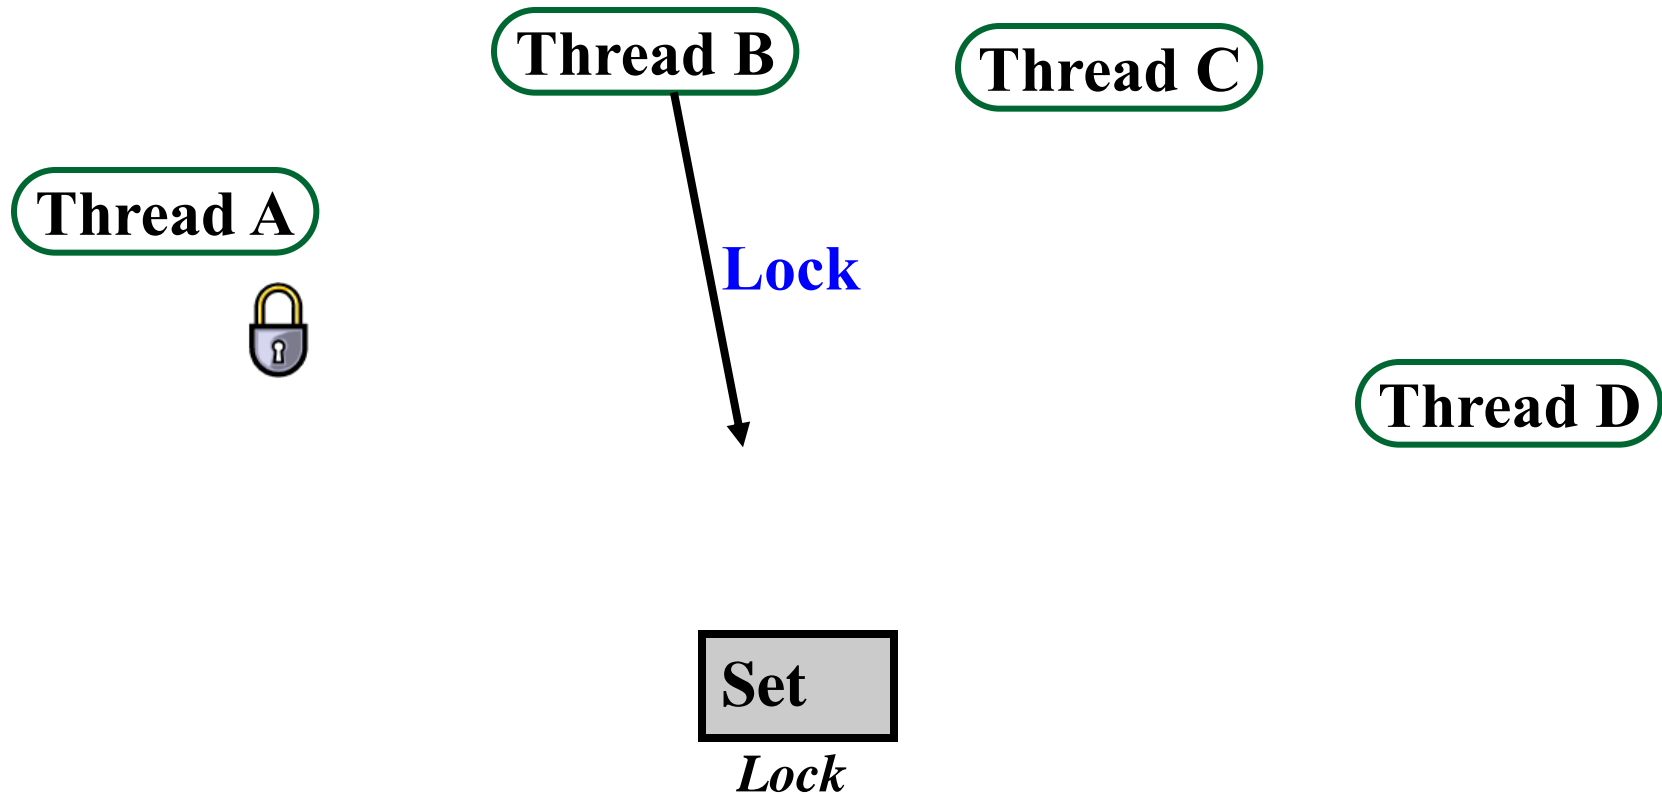 Thread B
Thread C
Thread A
Lock
Thread D
Set
Lock